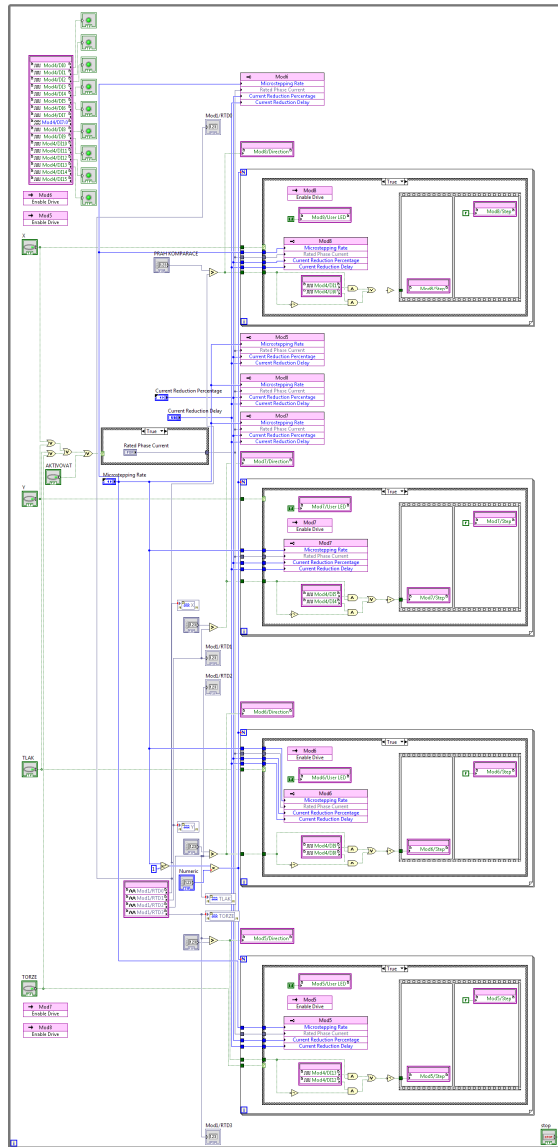 Mod4/DI0
Mod4/DI1
Mod4/DI2
Mod4/DI3
Mod4/DI4
Mod4/DI5
Mod4/DI6
Mod4/DI7
Mod4/DI7:0
Mod4/DI8
Mod4/DI9
Mod4/DI10
Mod4/DI11
Mod4/DI12
Mod4/DI13
Mod4/DI14
Mod4/DI15
Mod6
Enable Drive
Mod5
Enable Drive
Mod6
Microstepping Rate
Rated Phase Current
Current Reduction Percentage
Current Reduction Delay
Mod1/RTD0
Mod8/Direction
True
Mod8
Enable Drive
Mod8/Step
Mod9/User LED
X
Mod8
Microstepping Rate
Rated Phase Current
Current Reduction Percentage
Current Reduction Delay
PRAH KOMPARACE
Mod8/Step
Mod5
Microstepping Rate
Rated Phase Current
Current Reduction Percentage
Current Reduction Delay
Mod8
Microstepping Rate
Rated Phase Current
Current Reduction Percentage
Current Reduction Delay
Current Reduction Percentage
Current Reduction Delay
Mod7
Microstepping Rate
Rated Phase Current
Current Reduction Percentage
Current Reduction Delay
True
Rated Phase Current
Mod7/Direction
AKTIVOVAT
Microstepping Rate
Y
True
Mod7/User LED
Mod7/Step
Mod7
Enable Drive
Mod7
Microstepping Rate
Rated Phase Current
Current Reduction Percentage
Current Reduction Delay
Mod7/Step
X
Mod1/RTD1
Mod1/RTD2
Mod6/Direction
True
Mod6
Enable Drive
TLAK
Mod6/User LED
Mod6/Step
Mod6
Microstepping Rate
Rated Phase Current
Current Reduction Percentage
Current Reduction Delay
Y
Mod6/Step
Numeric
Mod1/RTD0
Mod1/RTD1
Mod1/RTD2
Mod1/RTD3
TLAK
TORZE
Mod5/Direction
True
TORZE
Mod5/User LED
Mod5
Enable Drive
Mod5/Step
Mod7
Enable Drive
Mod8
Enable Drive
Mod5
Microstepping Rate
Rated Phase Current
Current Reduction Percentage
Current Reduction Delay
Mod5/Step
Mod1/RTD3
stop